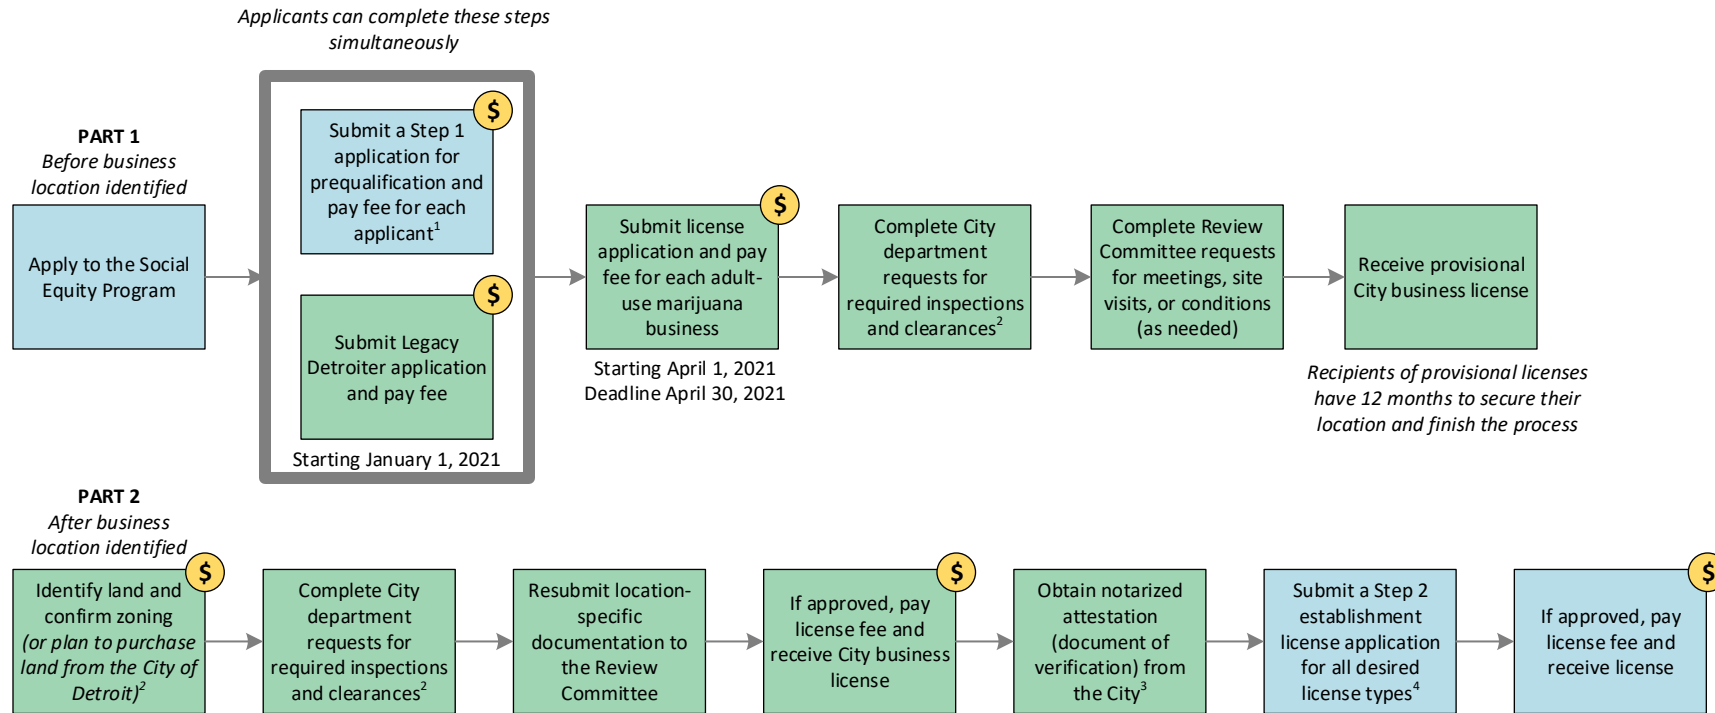 Applicants can complete these steps
simultaneously
PART 1
Before business
location identified
Apply to the Social
Equity Program
$
Submit a Step 1
application for
prequalification and
pay fee for each
applicant1
$
Submit Legacy
Detroiter application
and pay fee
Starting January 1, 2021
$
Submit license
application and pay
fee for each adult-
use marijuana
business
Starting April 1, 2021
Deadline April 30, 2021
Complete City
department
requests for
required inspections
and clearances2
Complete Review
Committee requests
for meetings, site
visits, or conditions
(as needed)
Receive provisional
City business license
Recipients of provisional licenses
have 12 months to secure their
location and finish the process
PART 2
After business
location identified
$
Identify land and
confirm zoning
(or plan to purchase
land from the City of
Detroit)2
Complete City
department
requests for
required inspections
and clearances2
Resubmit location-
specific
documentation to
the Review
Committee
$
If approved, pay
license fee and
receive City business
license
Obtain notarized
attestation
(document of
verification) from
the City3
Submit a Step 2
establishment
license application
for all desired
license types4
$
If approved, pay
license fee and
receive license